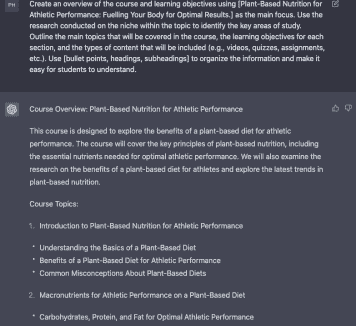 PH
Create an overview of the course and learning objectives using [Plant-Based Nutrition for
Athletic Performance: Fuelling Your Body for Optimal Results.] as the main focus. Use the
research conducted on the niche within the topic to identify the key areas of study.
Outline the main topics that will be covered in the course, the learning objectives for each
section, and the types of content that will be included (e.g., videos, quizzes, assignments,
etc.). Use [bullet points, headings, subheadings] to organize the information and make it
easy for students to understand.
Course Overview: Plant-Based Nutrition for Athletic Performance
This course is designed to explore the benefits of a plant-based diet for athletic
performance. The course will cover the key principles of plant-based nutrition, including
the essential nutrients needed for optimal athletic performance. We will also examine the
research on the benefits of a plant-based diet for athletes and explore the latest trends in
plant-based nutrition.
Course Topics:
1. Introduction to Plant-Based Nutrition for Athletic Performance
• Understanding the Basics of a Plant-Based Diet
• Benefits of a Plant-Based Diet for Athletic Performance
• Common Misconceptions About Plant-Based Diets
2. Macronutrients for Athletic Performance on a Plant-Based Diet
• Carbohydrates, Protein, and Fat for Optimal Athletic Performance